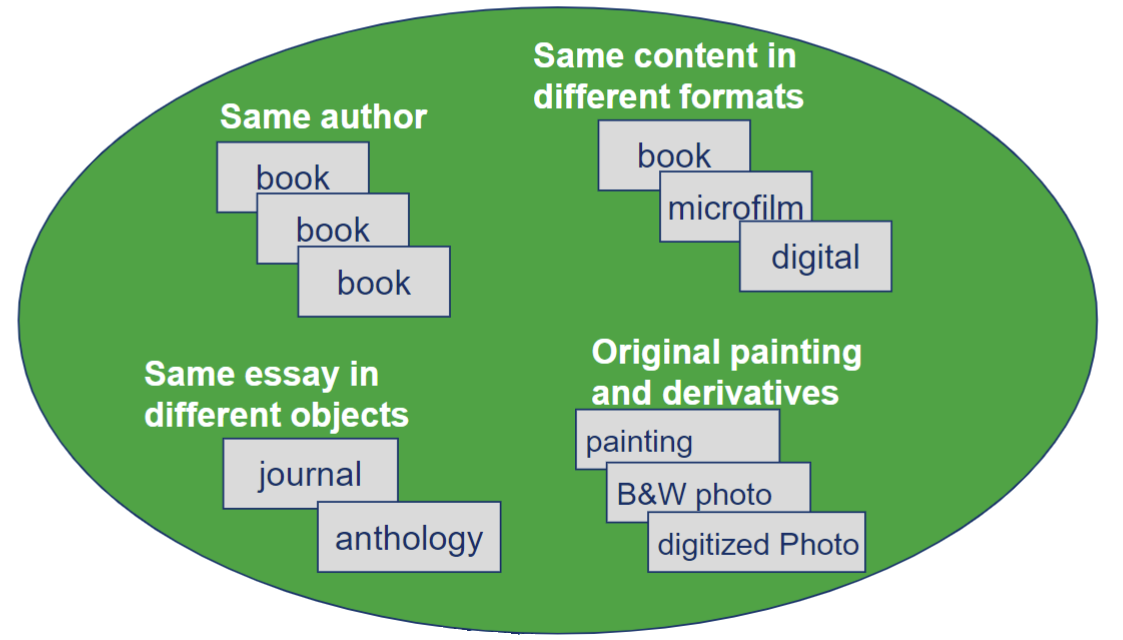 Same author
book
book
book
Same content in
different formats
book
microfilm
digital
Same essay in
different objects
journal
anthology
Original painting
and derivatives
painting
B&W photo
digitized Photo